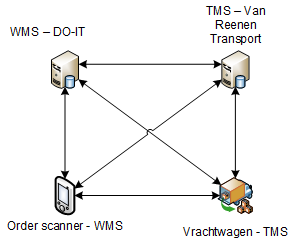 TMS – Van
Reenen
Transport
WMS – DO-IT
Order scanner - WMS
Vrachtwagen - TMS